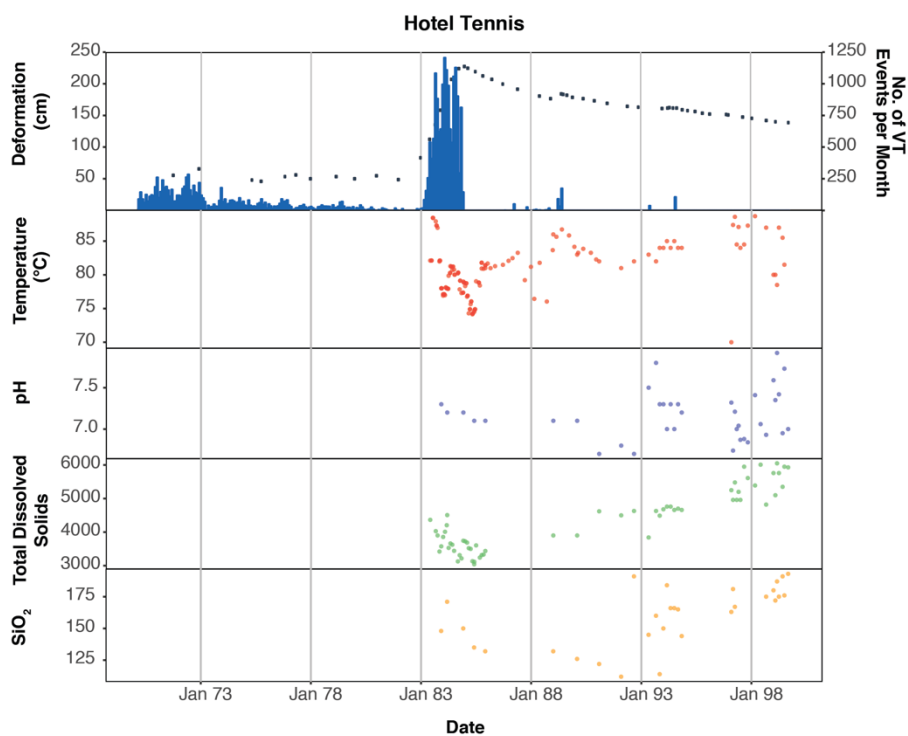 Hotel Tennis
Deformation
(cm)
250
200
150
100
50
1250
1000
750
500
250
No. of VT
Events per Month
Temperature
(°C)
85
80
75
70
pH
7.5
7.0
Total Dissolved
Solids
6000
5000
4000
3000
SiO₂
175
150
125
Jan 73 Jan 78 Jan 83 Jan 88 Jan 93 Jan 98
Date